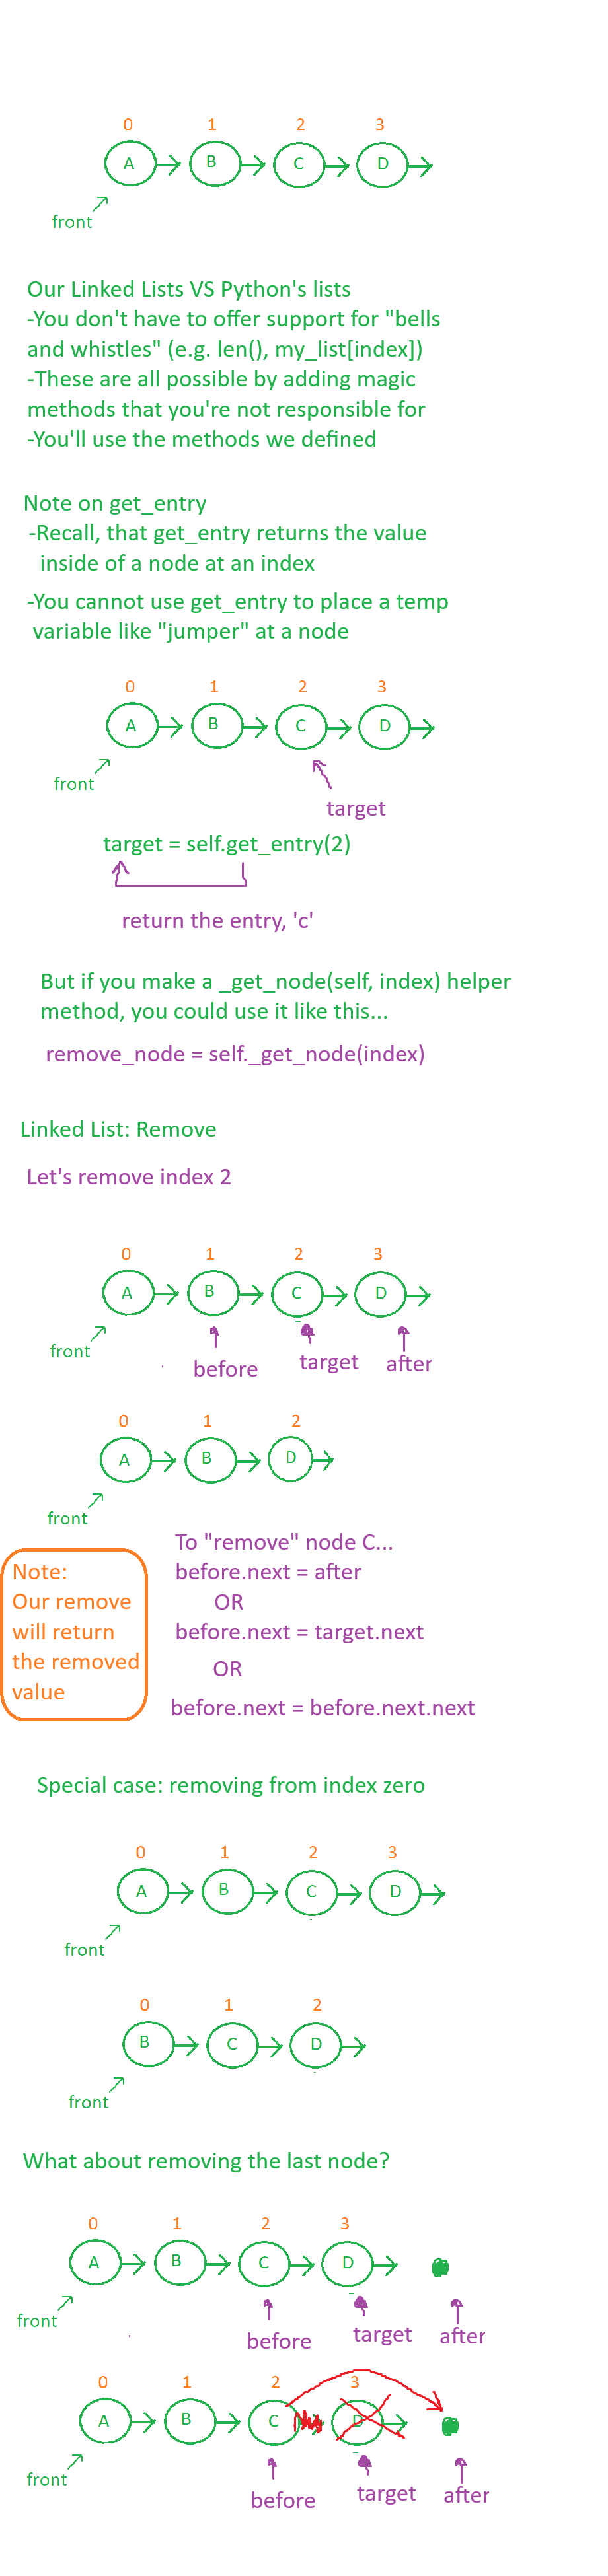 0 1 2 3
A B C D
front
Our Linked Lists VS Python's lists
-You don't have to offer support for "bells
and whistles" (e.g. len(), my_list[index])
-These are all possible by adding magic
methods that you're not responsible for
-You'll use the methods we defined
Note on get_entry
-Recall, that get_entry returns the value
inside of a node at an index
-You cannot use get_entry to place a temp
variable like "jumper" at a node
0 1 2 3
A B C D
front
target
target = self.get_entry(2)
return the entry, 'c'
But if you make a _get_node(self, index) helper
method, you could use it like this...
remove_node = self._get_node(index)
Linked List: Remove
Let's remove index 2
0 1 2 3
A B C D
front
before target after
0 1 2
A B D
front
To "remove" node C...
before.next = after
OR
before.next = target.next
OR
before.next = before.next.next
Note:
Our remove
will return
the removed
value
Special case: removing from index zero
0 1 2 3
A B C D
front
0 1 2
B C D
front
What about removing the last node?
0 1 2 3
A B C D
front
before target after
0 1 2 3
A B C D
front
before target after